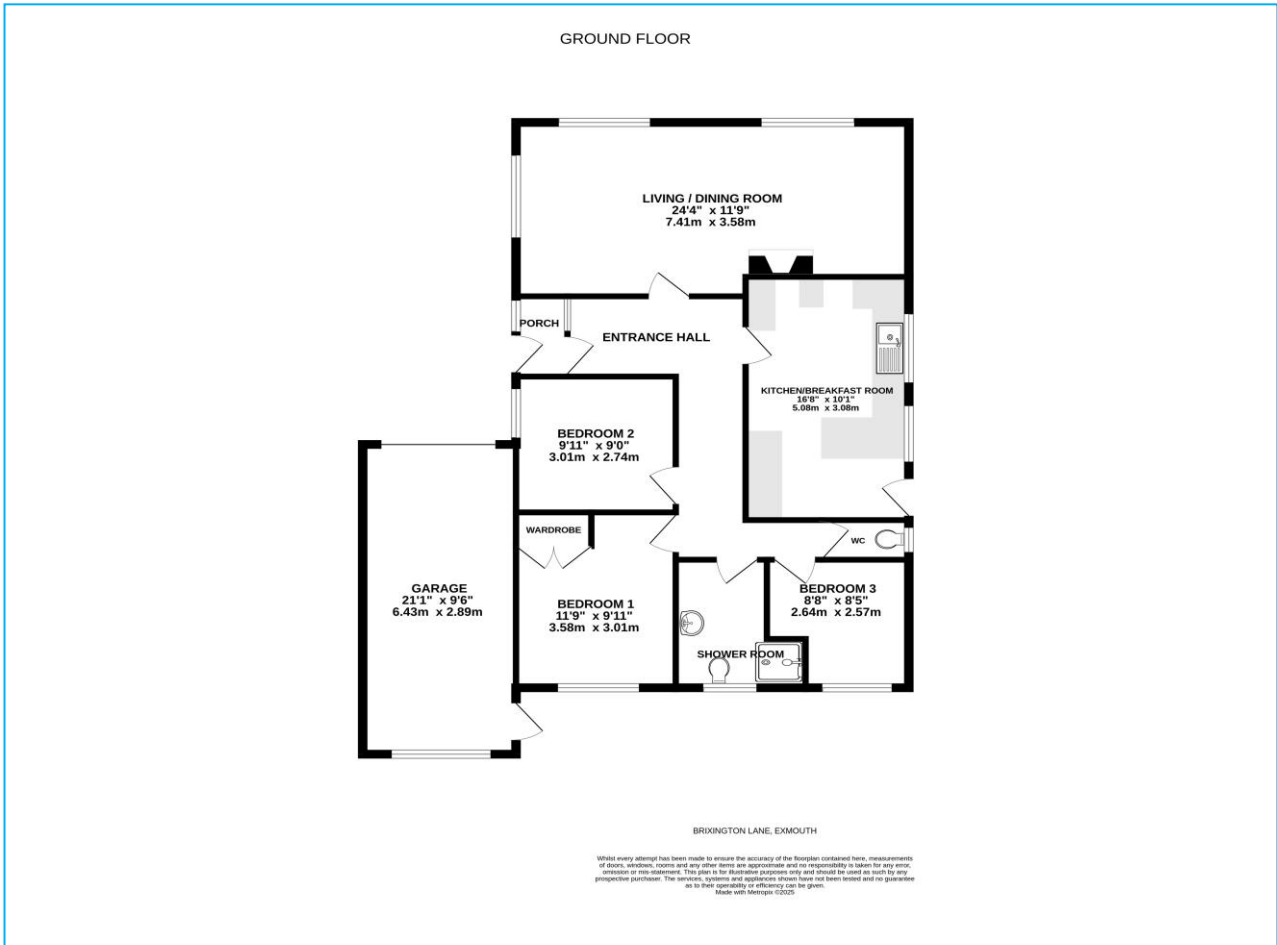 GROUND FLOOR
LIVING / DINING ROOM
24'4" x 11'9"
7.41m x 3.58m
PORCH
ENTRANCE HALL
KITCHEN/BREAKFAST ROOM
16'8" x 10'1"
5.08m x 3.08m
BEDROOM 2
9'11" x 9'0"
3.01m x 2.74m
WARDROBE
WC
GARAGE
21'1" x 9'6"
6.43m x 2.89m
BEDROOM 1
11'9" x 9'11"
3.58m x 3.01m
BEDROOM 3
8'8" x 8'5"
2.64m x 2.57m
SHOWER ROOM
BRIXINGTON LANE, EXMOUTH
Whilst every attempt has been made to ensure the accuracy of the floorplan contained here, measurements
of doors, windows, rooms and any other items are approximate and no responsibility is taken for any error,
omission or mis-statement. This plan is for illustrative purposes only and should be used as such by any
prospective purchaser. The services, systems and appliances shown have not been tested and no guarantee
as to their operability or efficiency can be given.
Made with Metropix ©2025